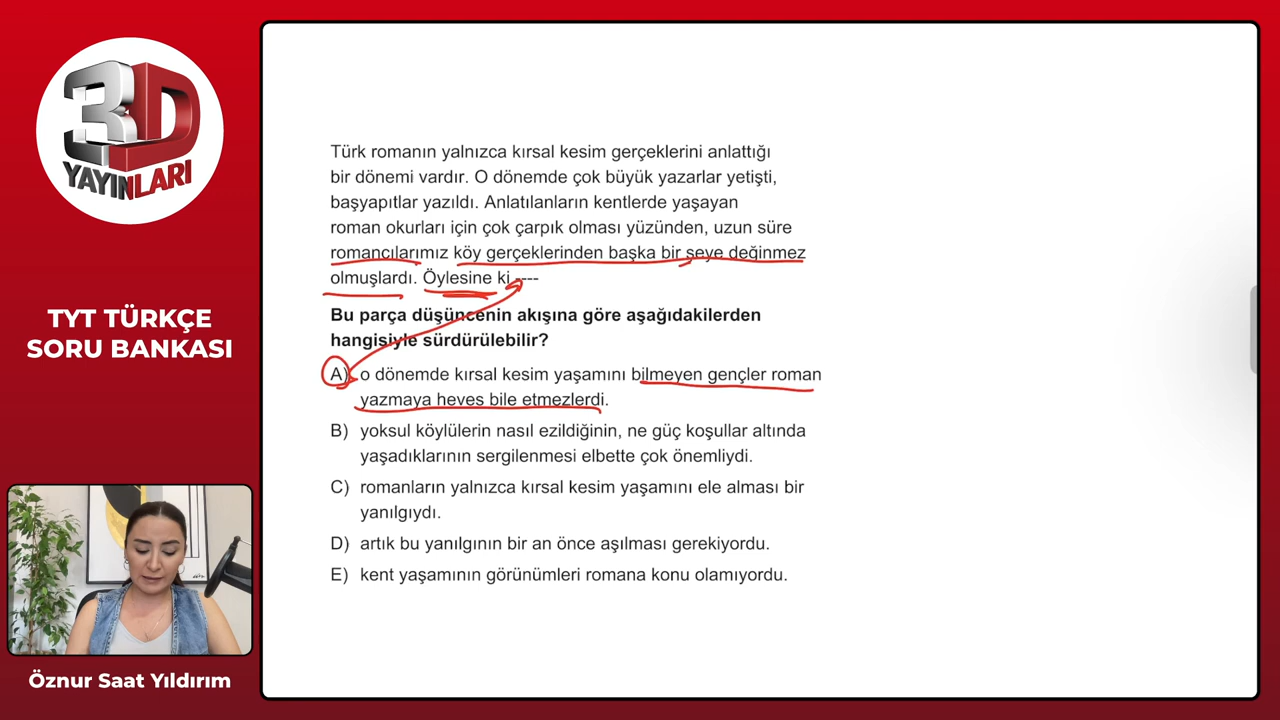 3D
YAYINLARI
TYT TÜRKÇE
SORU BANKASI
Öznur Saat Yıldırım
Türk romanın yalnızca kırsal kesim gerçeklerini anlattığı
bir dönemi vardır. O dönemde çok büyük yazarlar yetişti,
başyapıtlar yazıldı. Anlatılanların kentlerde yaşayan
roman okurları için çok çarpık olması yüzünden, uzun süre
romancılarımız köy gerçeklerinden başka bir şeye değinmez
olmuşlardı. Öylesine ki ----
Bu parça düşüncenin akışına göre aşağıdakilerden
hangisiyle sürdürülebilir?
A) o dönemde kırsal kesim yaşamını bilmeyen gençler roman
yazmaya heves bile etmezlerdi.
B) yoksul köylülerin nasıl ezildiğinin, ne güç koşullar altında
yaşadıklarının sergilenmesi elbette çok önemliydi.
C) romanların yalnızca kırsal kesim yaşamını ele alması bir
yanılgıydı.
D) artık bu yanılgının bir an önce aşılması gerekiyordu.
E) kent yaşamının görünümleri romana konu olamıyordu.